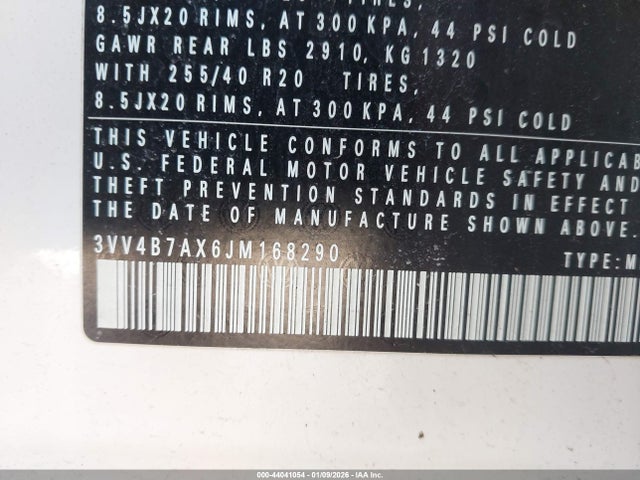 TIRES,
8.5JX20 RIMS, AT 300 KPA, 44 PSI COLD
GAWR REAR LBS 2910, KG 1320
WITH 255/40 R20 TIRES,
8.5JX20 RIMS, AT 300 KPA, 44 PSI COLD
THIS VEHICLE CONFORMS TO ALL APPLICAB
U.S. FEDERAL MOTOR VEHICLE SAFETY AND
THEFT PREVENTION STANDARDS IN EFFECT
THE DATE OF MANUFACTURE SHOWN ABOVE.
3VV4B7AX6JM168290 TYPE:M
000-44041054 - 01/09/2026 - IAAI.COM